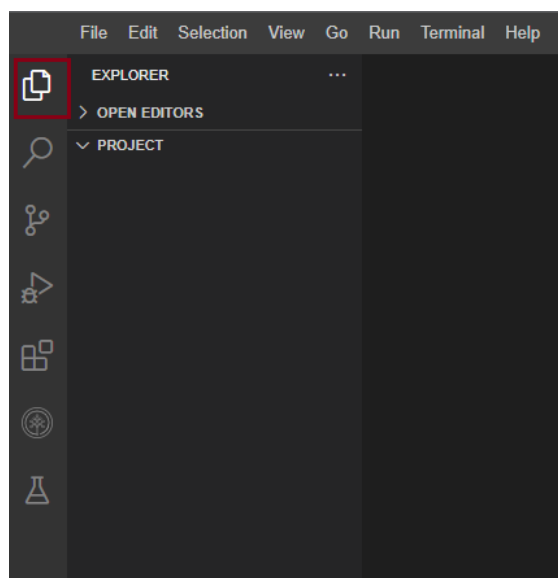 File Edit Selection View Go Run Terminal Help
EXPLORER
OPEN EDITORS
PROJECT